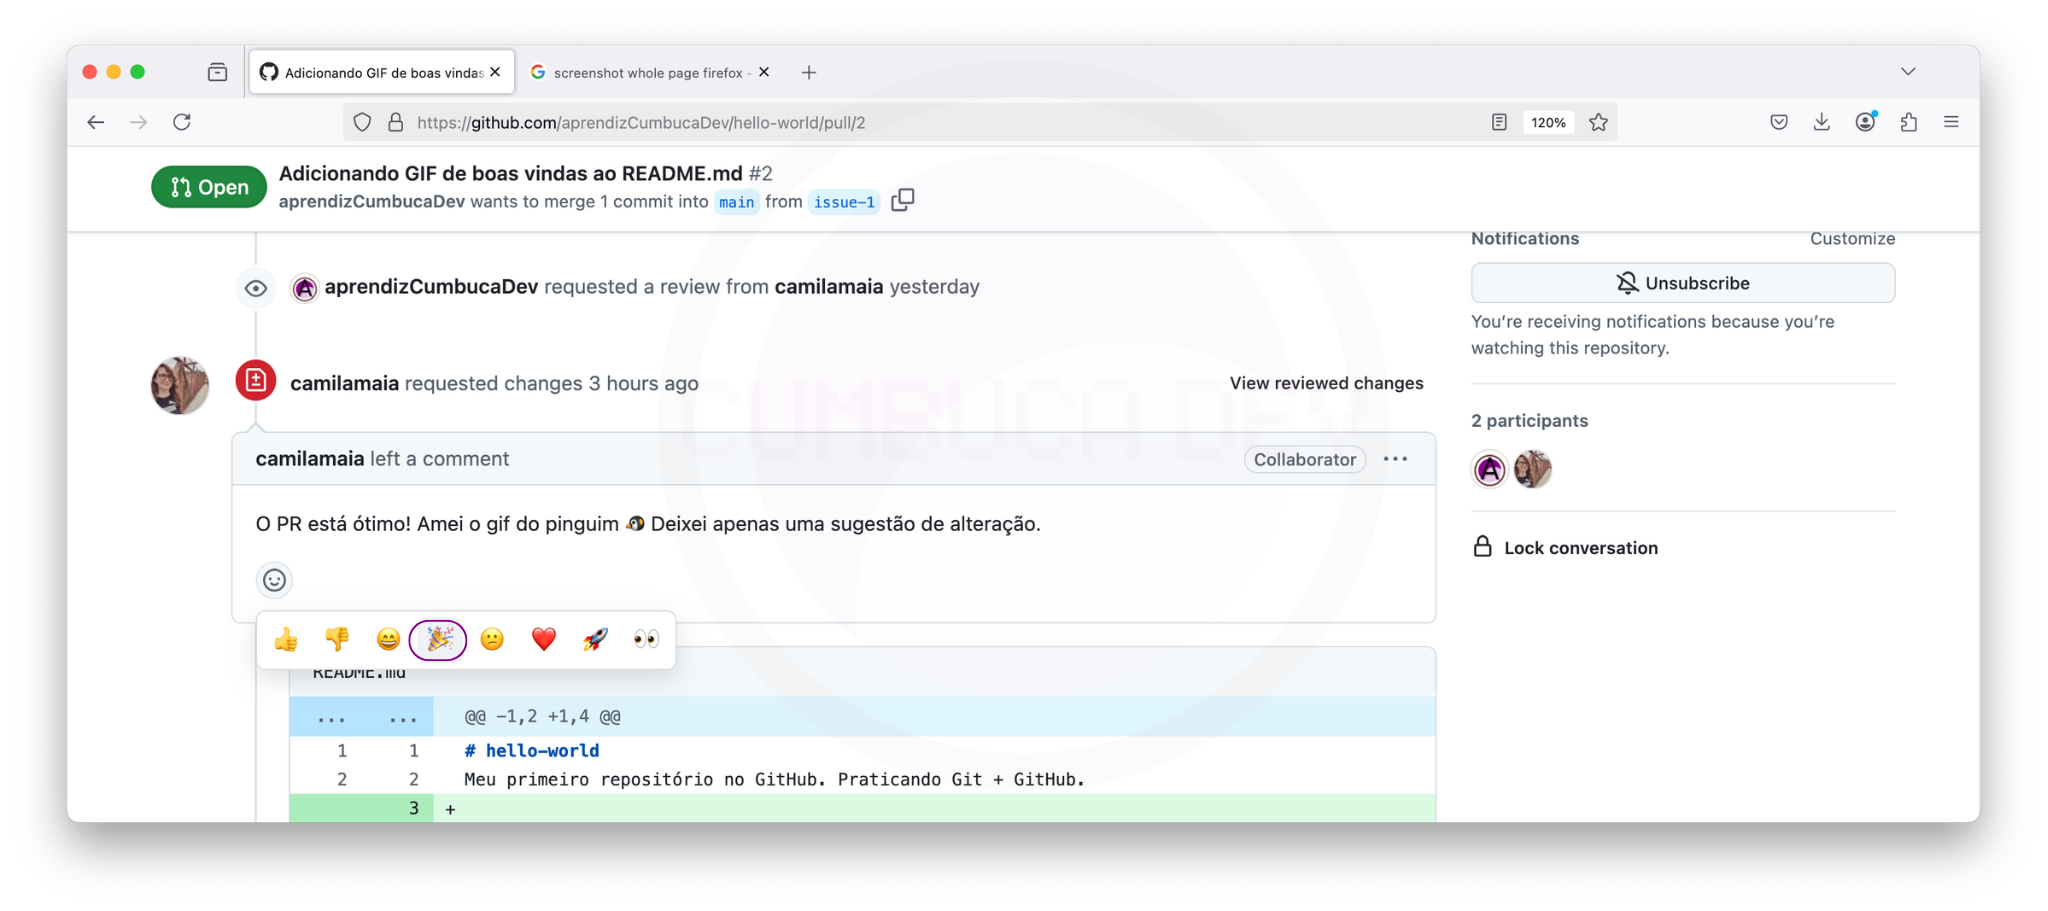 Adicionando GIF de boas vindas
screenshot whole page firefox -
https://github.com/aprendizCumbucaDev/hello-world/pull/2
120%
Open
Adicionando GIF de boas vindas ao README.md #2
aprendizCumbucaDev wants to merge 1 commit into main from issue-1
Notifications
Customize
aprendizCumbucaDev requested a review from camilamaia yesterday
Unsubscribe
You're receiving notifications because you're
watching this repository.
camilamaia requested changes 3 hours ago
View reviewed changes
2 participants
camilamaia left a comment
Collaborator
O PR está ótimo! Amei o gif do pinguim 🐧 Deixei apenas uma sugestão de alteração.
Lock conversation
README.md
... ... @@ -1,2 +1,4 @@
1 1 # hello-world
2 2 Meu primeiro repositório no GitHub. Praticando Git + GitHub.
3 +
CUMBUCA DEV